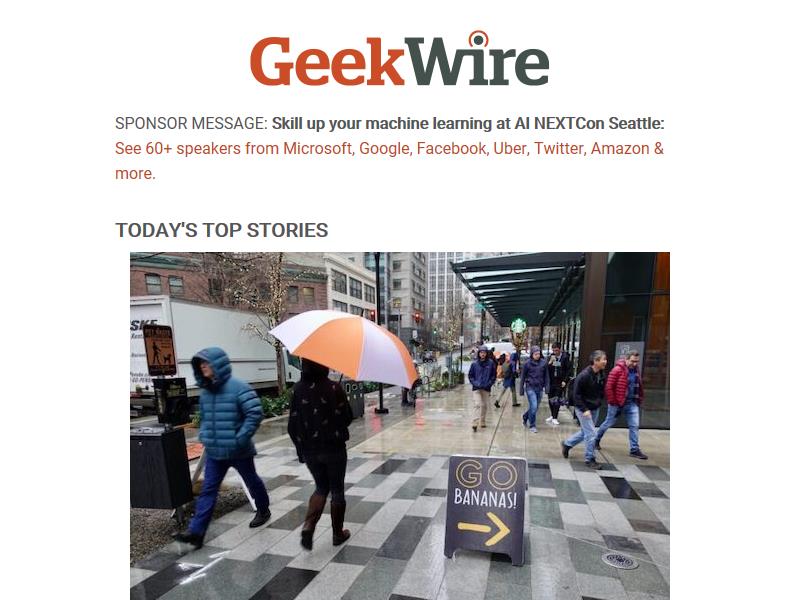 GeekWire
SPONSOR MESSAGE: Skill up your machine learning at AI NEXTCon Seattle:
See 60+ speakers from Microsoft, Google, Facebook, Uber, Twitter, Amazon &
more.
TODAY'S TOP STORIES
GO
BANANAS!